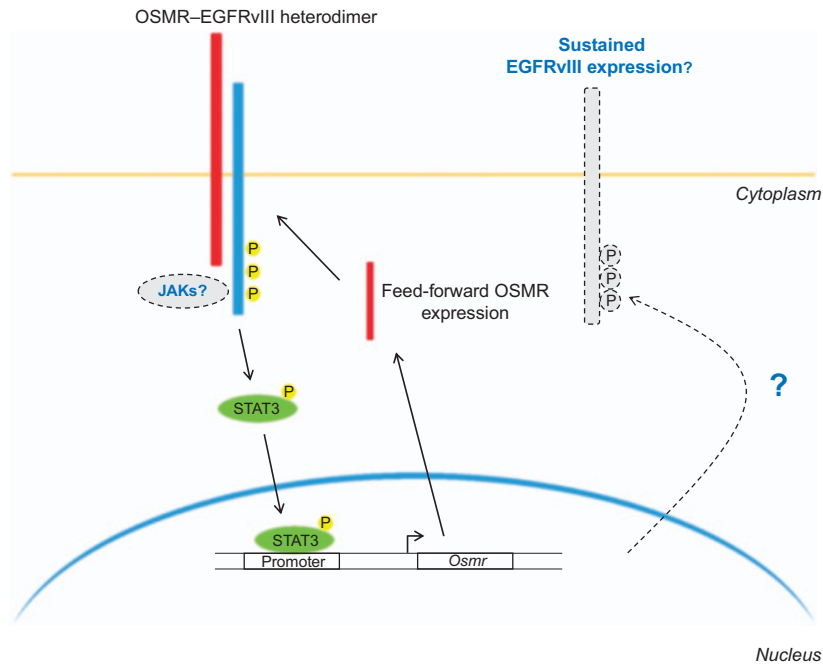 OSMR–EGFRvIII heterodimer
Sustained
EGFRvIII expression?
Cytoplasm
P
P
P
JAKs?
Feed-forward OSMR
expression
P
P
P
P
STAT3
?
P
STAT3
Promoter
Osmr
Nucleus